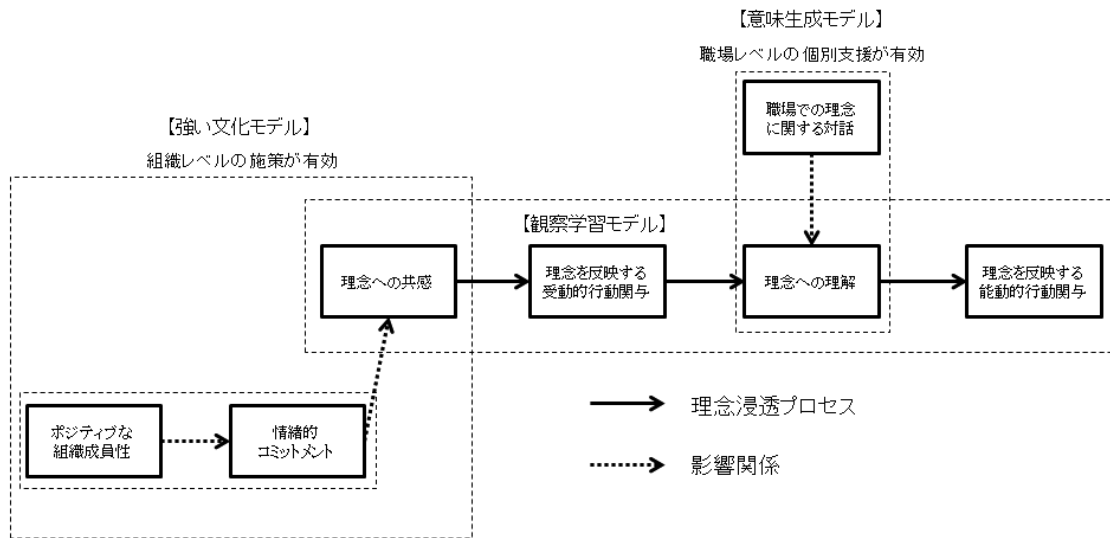 【意味生成モデル】
職場レベルの個別支援が有効
職場での理念
に関する対話
【強い文化モデル】
組織レベルの施策が有効
【観察学習モデル】
理念への共感
理念を反映する
受動的行動関与
理念への理解
理念を反映する
能動的行動関与
ポジティブな
組織成員性
情緒的
コミットメント
理念浸透プロセス
影響関係